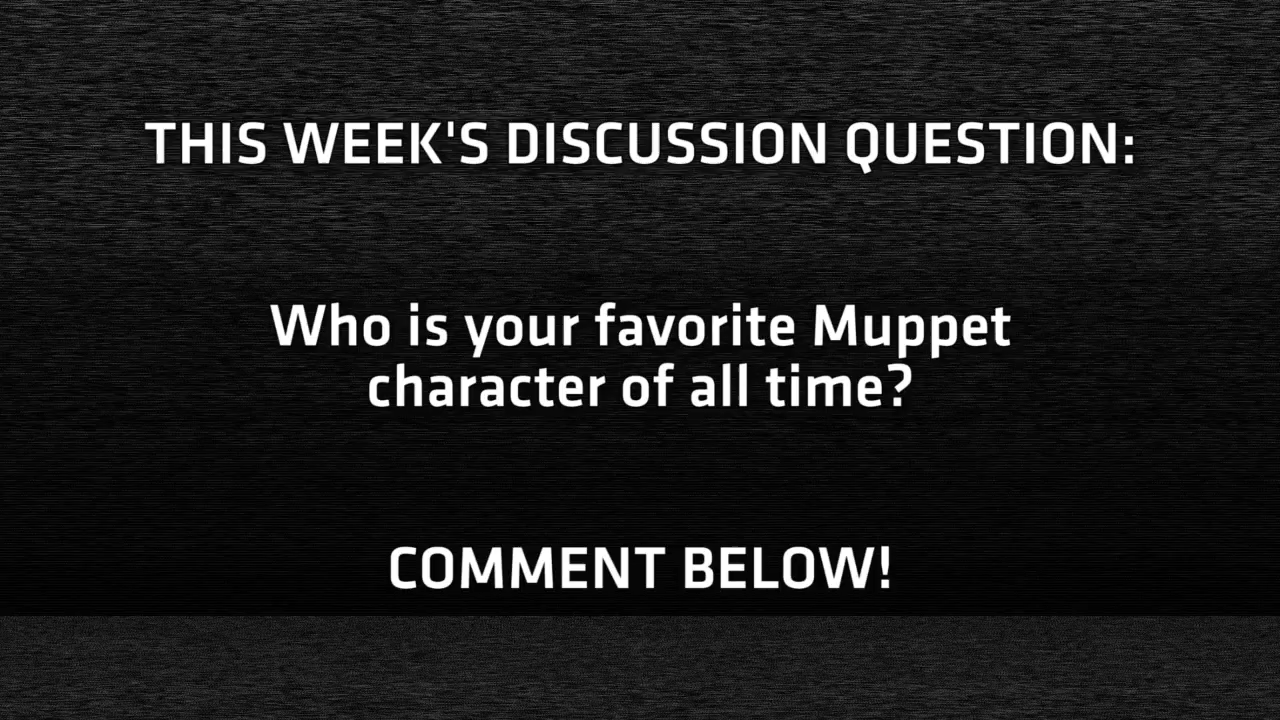 THIS WEEK'S DISCUSSION QUESTION:
Who is your favorite Muppet
character of all time?
COMMENT BELOW!